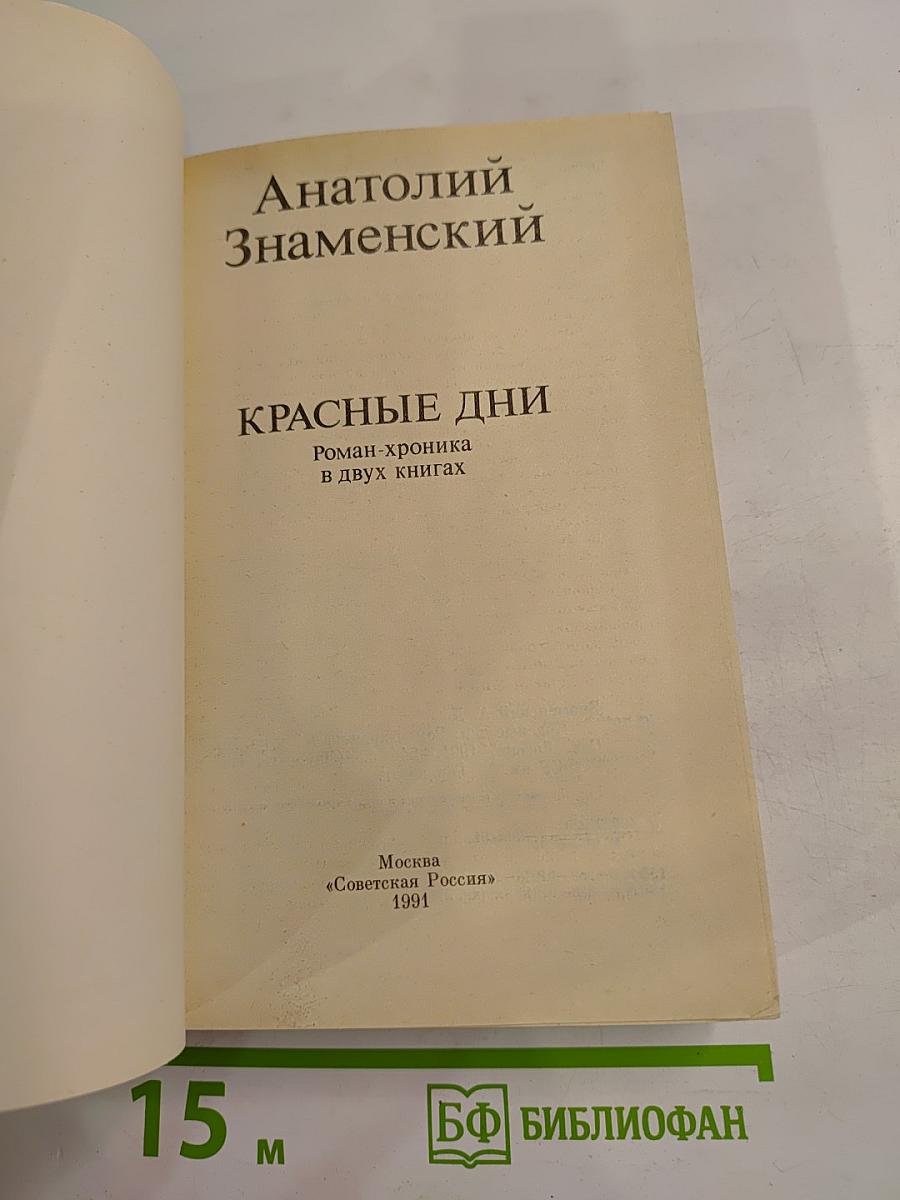 Анатолий
Знаменский
КРАСНЫЕ ДНИ
Роман-хроника
в двух книгах
Москва
«Советская Россия»
1991
15 м
БФ БИБЛИОФАН